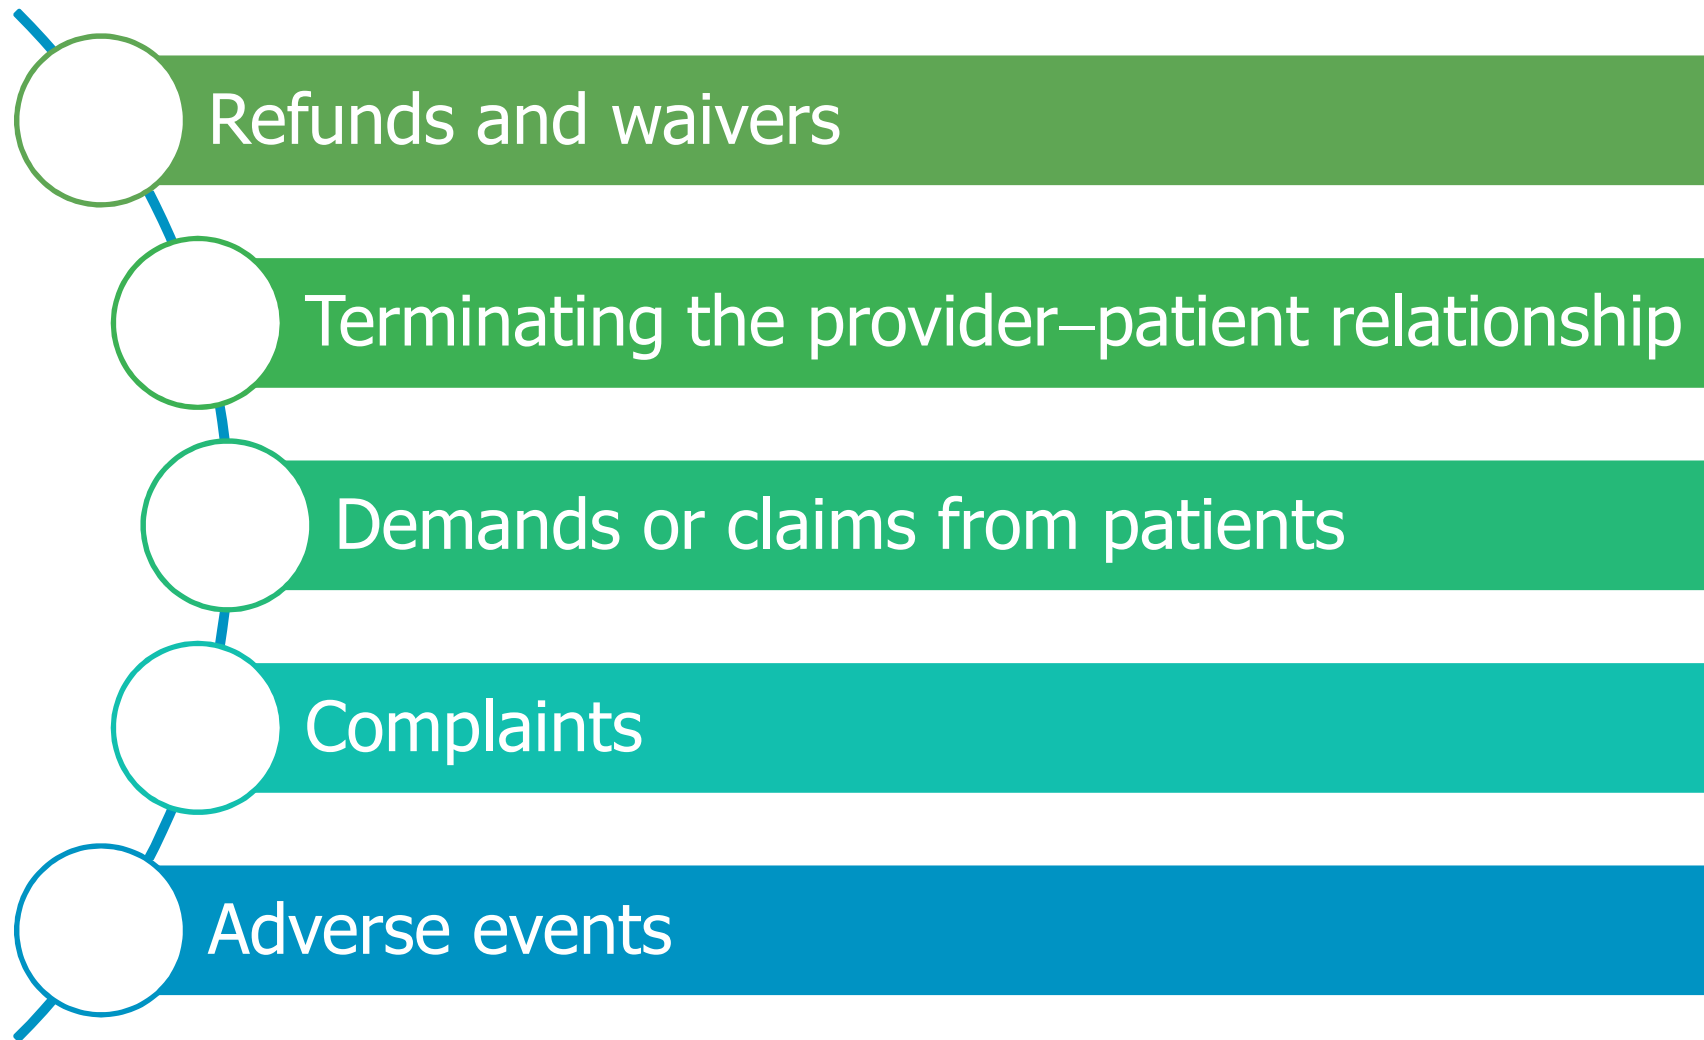 Refunds and waivers
Terminating the provider–patient relationship
Demands or claims from patients
Complaints
Adverse events